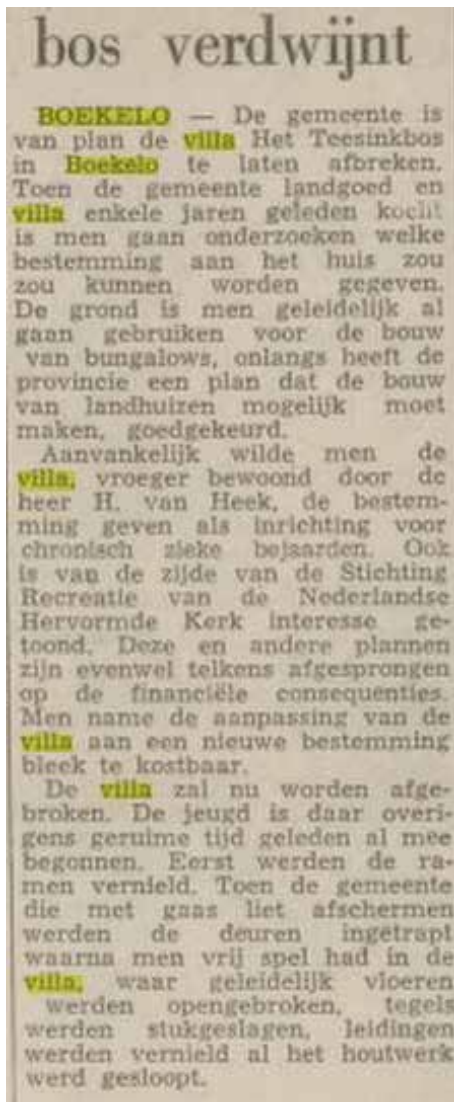 bos verdwijnt
BOEKELO — De gemeente is
van plan de villa Het Teesinkbos
in Boekelo te laten afbreken.
Toen de gemeente landgoed en
villa enkele jaren geleden kocht
is men gaan onderzoeken welke
bestemming aan het huis zou
zou kunnen worden gegeven.
De grond is men geleidelijk al
gaan gebruiken voor de bouw
van bungalows, onlangs heeft de
provincie een plan dat de bouw
van landhuizen mogelijk moet
maken, goedgekeurd.
Aanvankelijk wilde men de
villa, vroeger bewoond door de
heer H. van Heek, de bestem-
ming geven als inrichting voor
chronisch zieke bejaarden. Ook
is van de zijde van de Stichting
Recreatie van de Nederlandse
Hervormde Kerk interesse ge-
toond. Deze en andere plannen
zijn evenwel telkens afgesprongen
op de financiële consequenties.
Men name de aanpassing van de
villa aan een nieuwe bestemming
bleek te kostbaar.
De villa zal nu worden afge-
broken. De jeugd is daar overi-
gens geruime tijd geleden al mee
begonnen. Eerst werden de ra-
men vernield. Toen de gemeente
die met gaas liet afschermen
werden de deuren ingetrapt
waarna men vrij spel had in de
villa, waar geleidelijk vloeren
werden opengebroken, tegels
werden stukgeslagen, leidingen
werden vernield al het houtwerk
werd gesloopt.